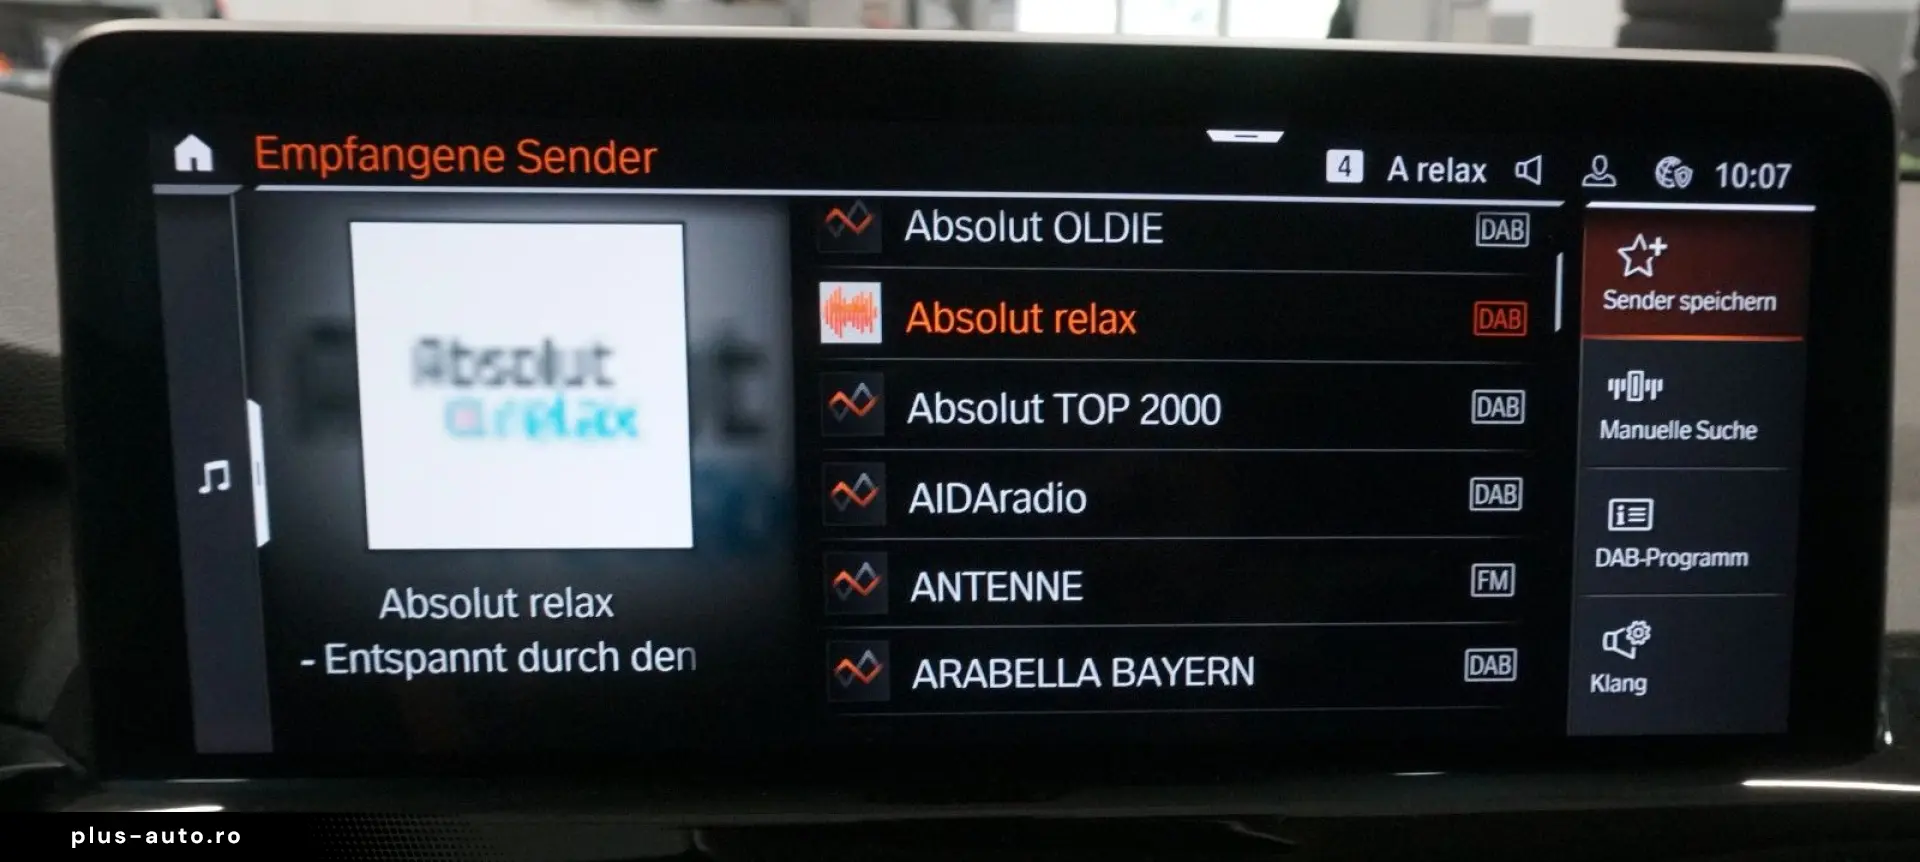 Empfangene Sender
4 A relax 10:07
Absolut
relax
Absolut relax
- Entspannt durch den
Absolut OLDIE DAB
Absolut relax DAB
Absolut TOP 2000 DAB
AIDAradio DAB
ANTENNE FM
ARABELLA BAYERN DAB
Sender speichern
Manuelle Suche
DAB-Programm
Klang
plus-auto.ro